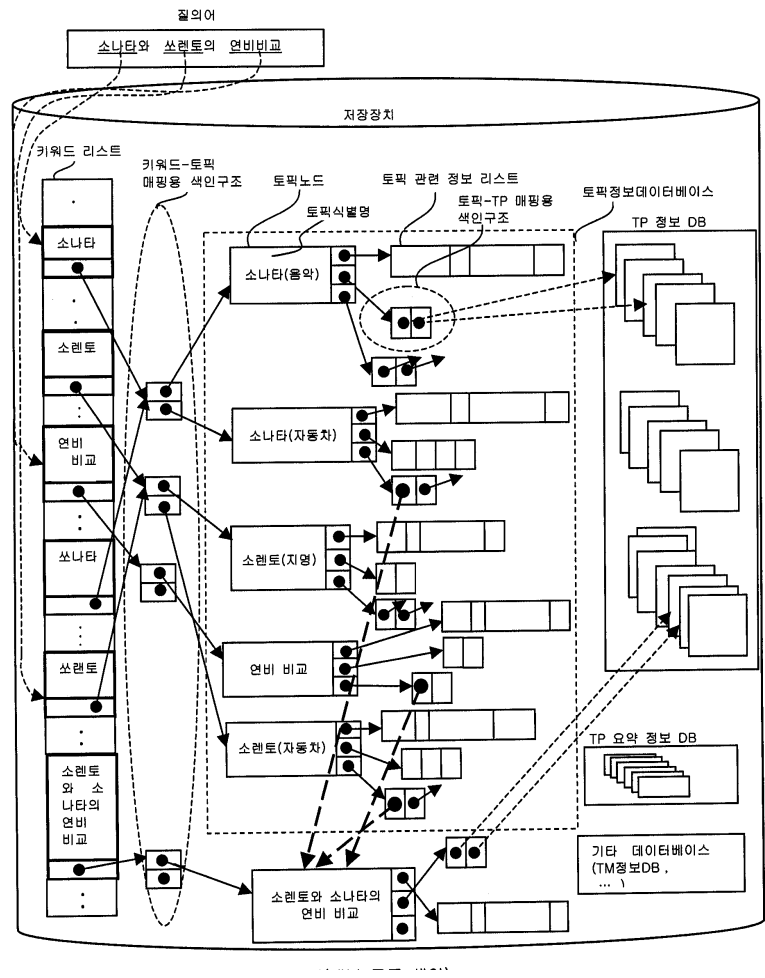 질의어
소나타와 쏘렌토의 연비비교
저장장치
키워드 리스트
키워드-토픽
매핑용 색인구조
토픽노드
토픽식별명
토픽 관련 정보 리스트
토픽-TP 매핑용
색인구조
토픽정보데이터베이스
TP 정보 DB
소나타
소나타(음악)
소렌토
소나타(자동차)
연비
비교
소렌토(지명)
쏘나타
연비 비교
쏘랜토
소렌토(자동차)
TP 요약 정보 DB
소렌토
와 소
나타의
연비
비교
기타 데이터베이스
(TM정보DB,
... )
소렌토와 소나타의
연비 비교